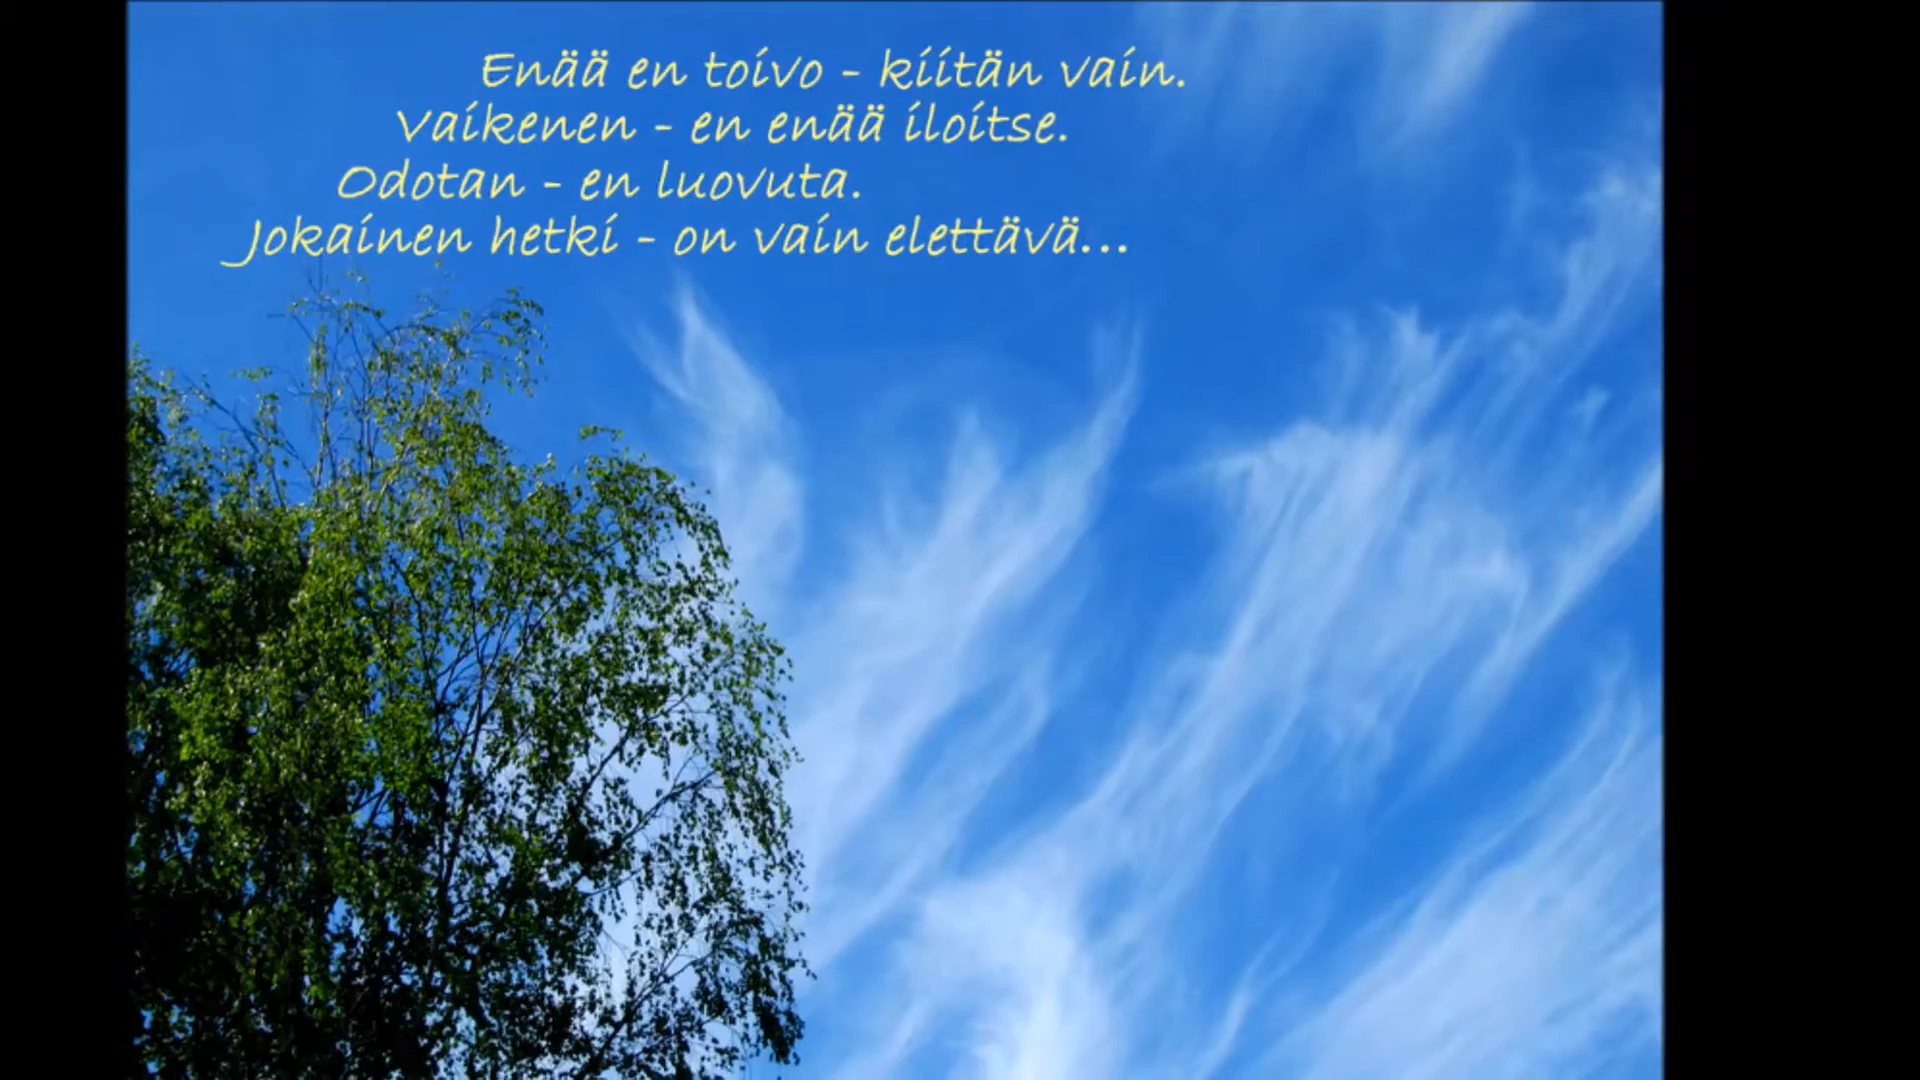 Enää en toivo - kiitän vain.
Vaikenen - en enää iloitse.
Odotan - en luovuta.
Jokainen hetki - on vain elettävä...